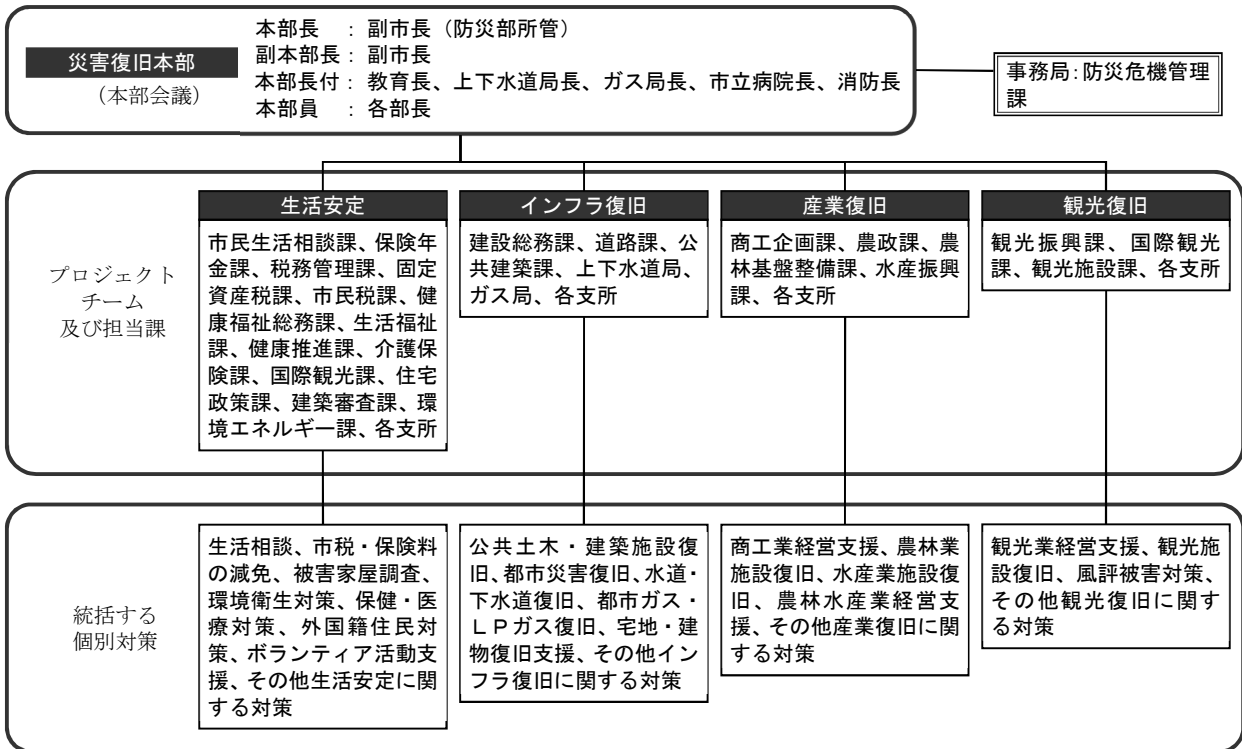 災害復旧本部
（本部会議）
本部長　：副市長（防災部所管）
副本部長：副市長
本部長付：教育長、上下水道局長、ガス局長、市立病院長、消防長
本部員　：各部長
事務局：防災危機管理
課
プロジェクト
チーム
及び担当課
生活安定
市民生活相談課、保険年
金課、税務管理課、固定
資産税課、市民税課、健
康福祉総務課、生活福祉
課、健康推進課、介護保
険課、国際観光課、住宅
政策課、建築審査課、環
境エネルギー課、各支所
インフラ復旧
建設総務課、道路課、公
共建築課、上下水道局、
ガス局、各支所
産業復旧
商工企画課、農政課、農
林基盤整備課、水産振興
課、各支所
観光復旧
観光振興課、国際観光
課、観光施設課、各支所
統括する
個別対策
生活相談、市税・保険料
の減免、被害家屋調査、
環境衛生対策、保健・医
療対策、外国籍住民対
策、ボランティア活動支
援、その他生活安定に関
する対策
公共土木・建築施設復
旧、都市災害復旧、水道・
下水道復旧、都市ガス・
ＬＰガス復旧、宅地・建
物復旧支援、その他イン
フラ復旧に関する対策
商工業経営支援、農林業
施設復旧、水産業施設復
旧、農林水産業経営支
援、その他産業復旧に関
する対策
観光業経営支援、観光施
設復旧、風評被害対策、
その他観光復旧に関す
る対策